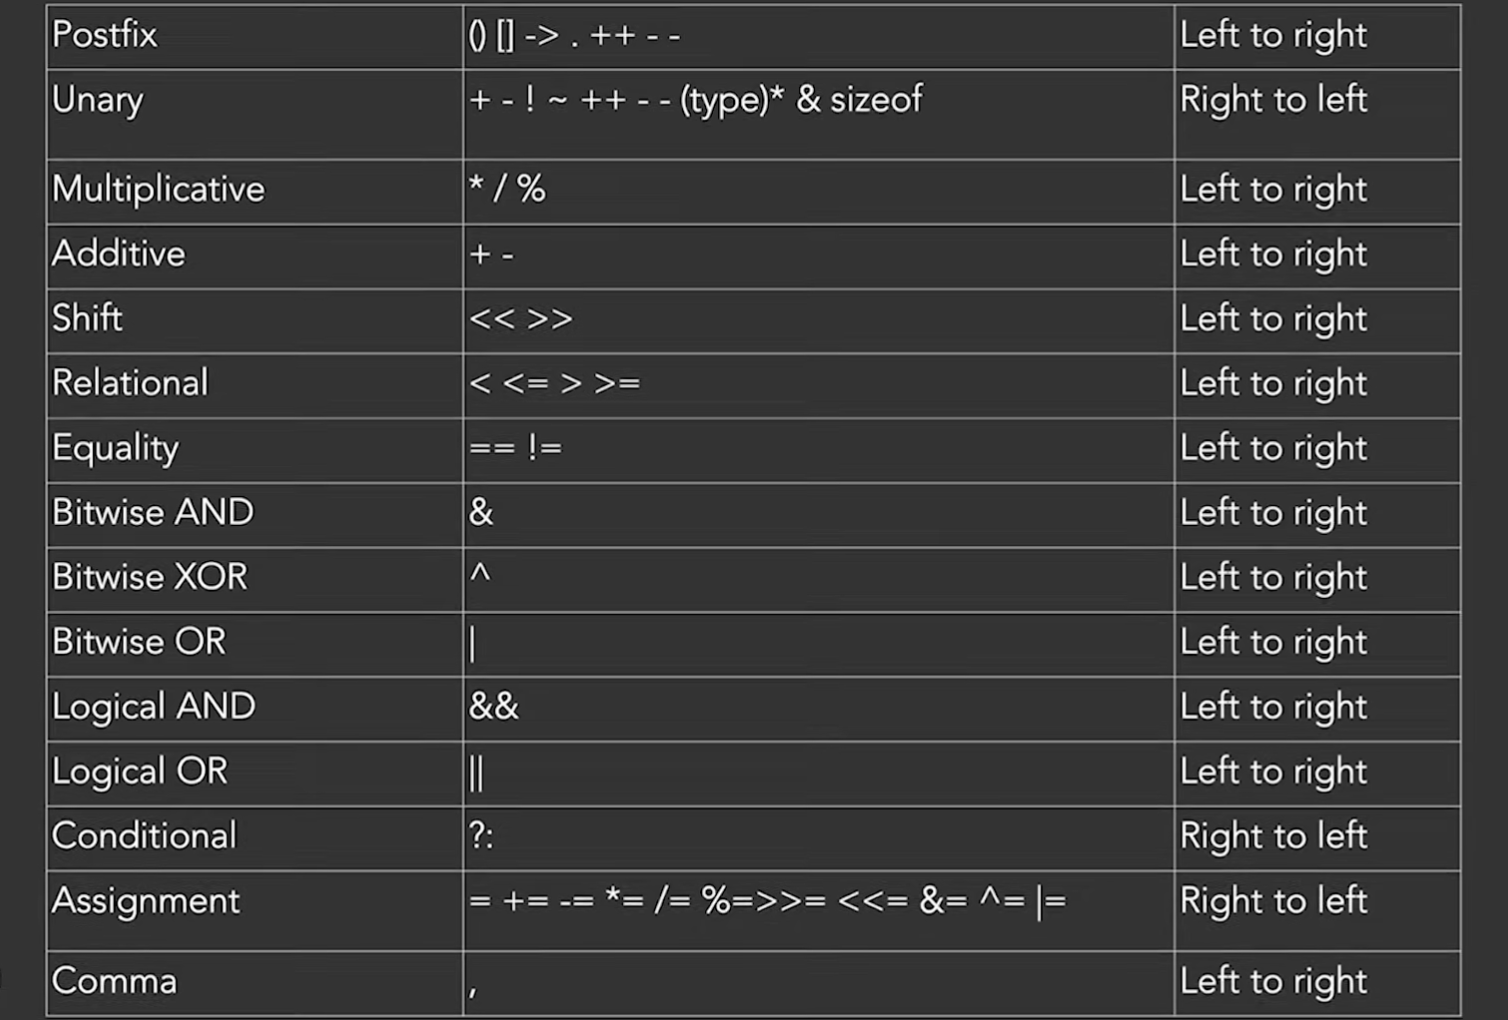 Postfix () [] -> . ++ - - Left to right
Unary + - ! ~ ++ - - (type)* & sizeof Right to left
Multiplicative * / % Left to right
Additive + - Left to right
Shift << >> Left to right
Relational < <= > >= Left to right
Equality == != Left to right
Bitwise AND & Left to right
Bitwise XOR ^ Left to right
Bitwise OR | Left to right
Logical AND && Left to right
Logical OR || Left to right
Conditional ?: Right to left
Assignment = += -= *= /= %=>>= <<= &= ^= |= Right to left
Comma , Left to right